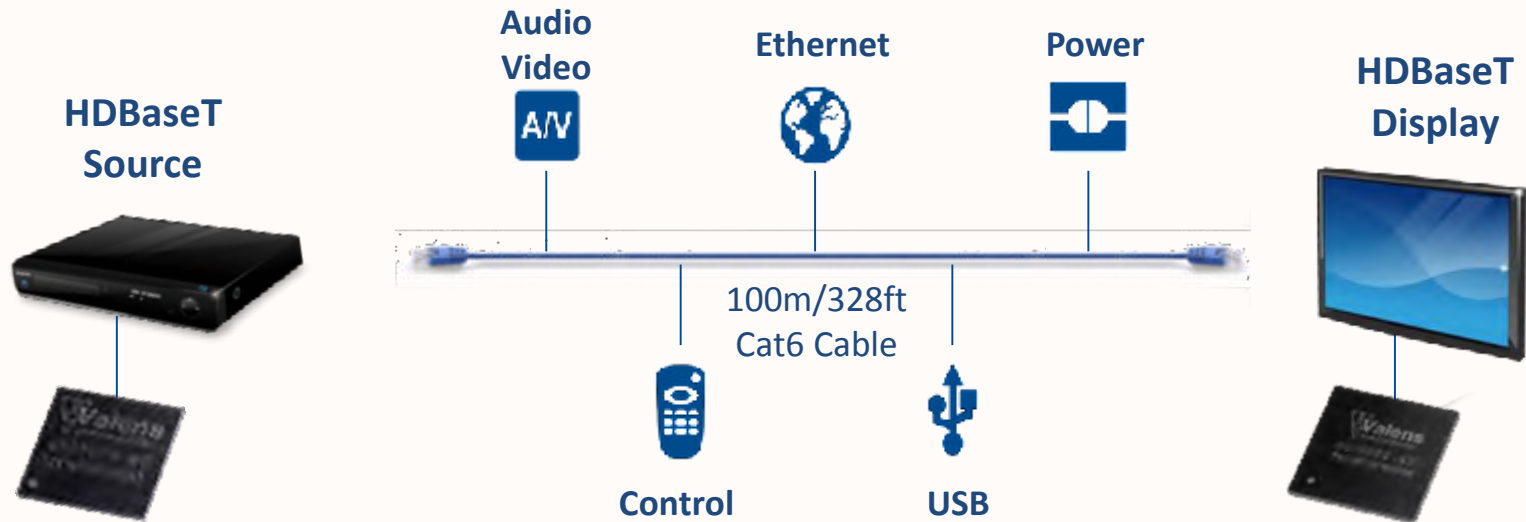 HDBaseT
Source
Audio
Video
A/V
Ethernet
Power
HDBaseT
Display
100m/328ft
Cat6 Cable
Control
USB
Valens
Valens